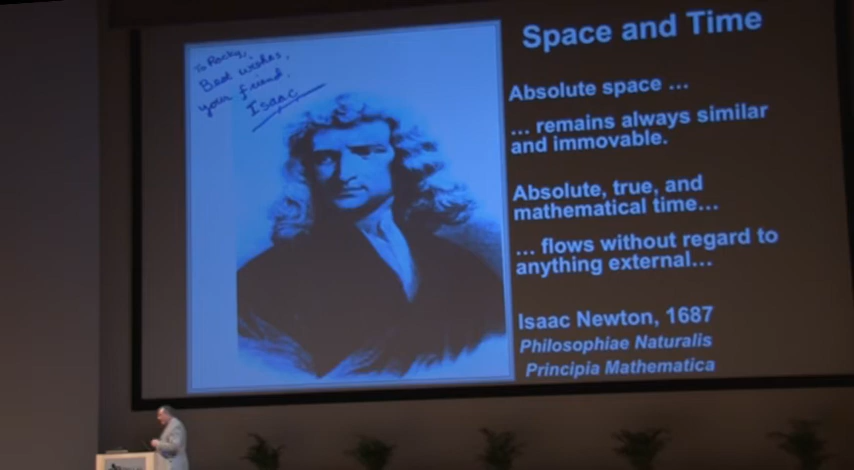 To Rocky,
Best wishes,
your friend,
Isaac
Space and Time
Absolute space ...
... remains always similar
and immovable.
Absolute, true, and
mathematical time...
... flows without regard to
anything external...
Isaac Newton, 1687
Philosophiae Naturalis
Principia Mathematica